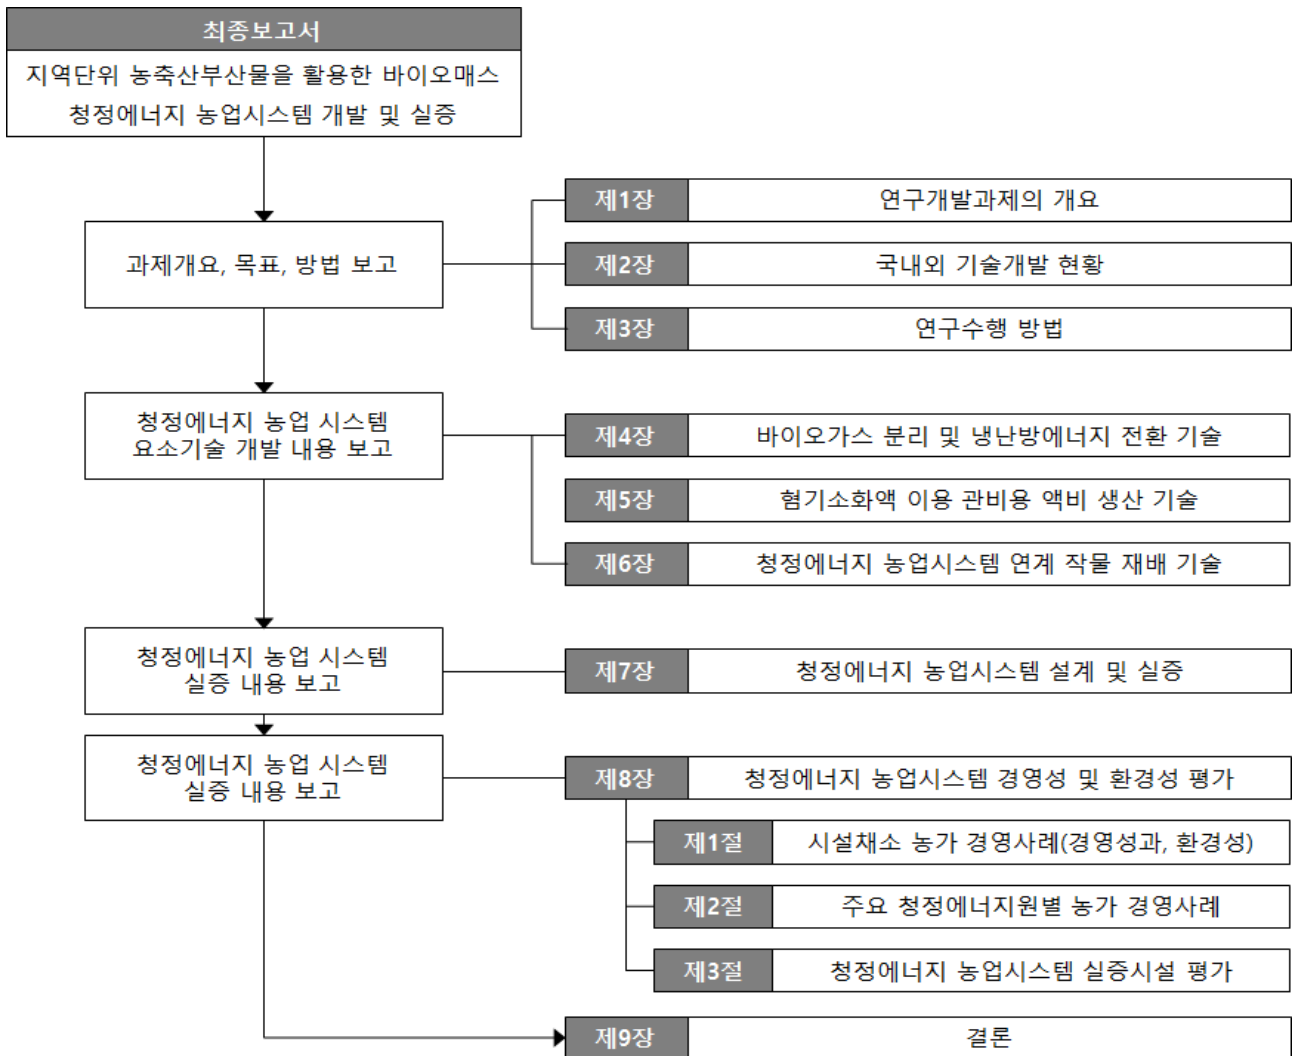 최종보고서
지역단위 농축산부산물을 활용한 바이오매스
청정에너지 농업시스템 개발 및 실증
과제개요, 목표, 방법 보고
제1장 연구개발과제의 개요
제2장 국내외 기술개발 현황
제3장 연구수행 방법
청정에너지 농업 시스템
요소기술 개발 내용 보고
제4장 바이오가스 분리 및 냉난방에너지 전환 기술
제5장 혐기소화액 이용 관비용 액비 생산 기술
제6장 청정에너지 농업시스템 연계 작물 재배 기술
청정에너지 농업 시스템
실증 내용 보고
제7장 청정에너지 농업시스템 설계 및 실증
청정에너지 농업 시스템
실증 내용 보고
제8장 청정에너지 농업시스템 경영성 및 환경성 평가
제1절 시설채소 농가 경영사례(경영성과, 환경성)
제2절 주요 청정에너지원별 농가 경영사례
제3절 청정에너지 농업시스템 실증시설 평가
제9장 결론